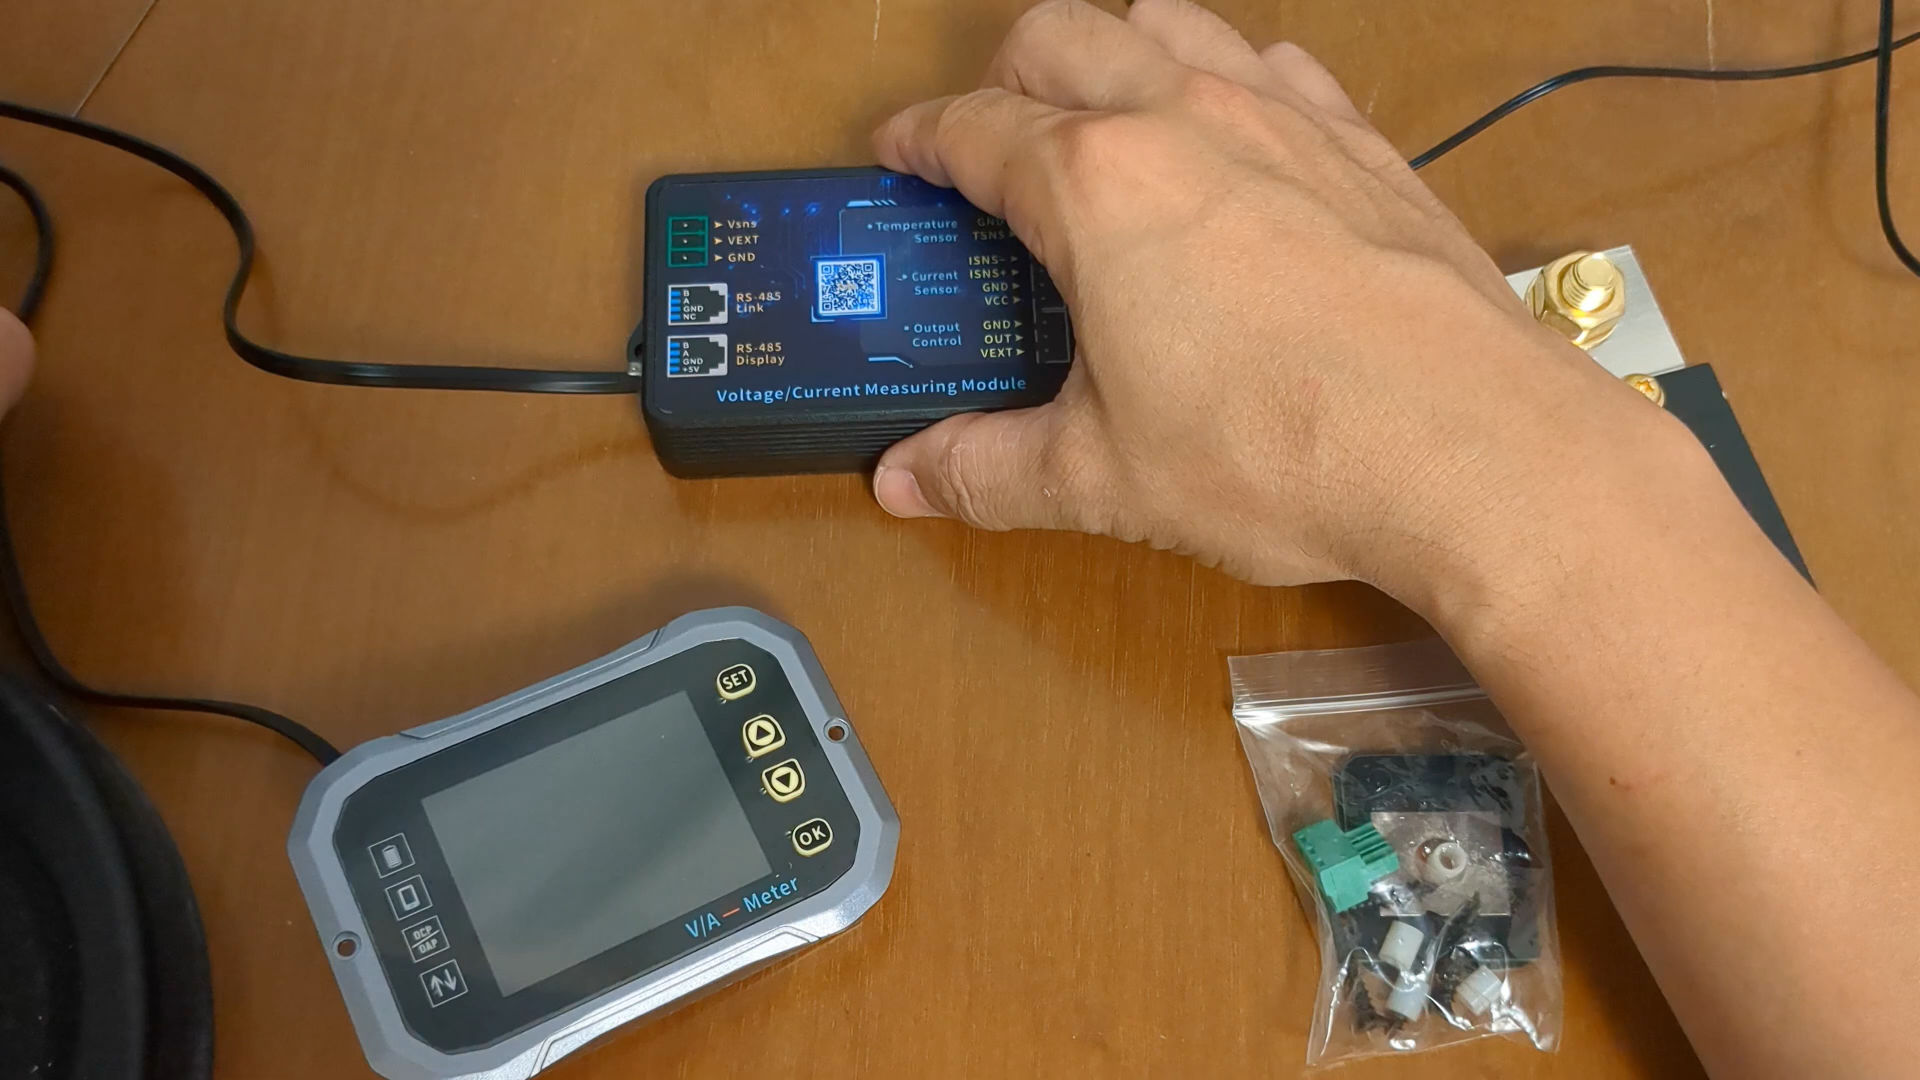 Vsns
VEXT
GND
B
A
GND
NC
RS-485
Link
B
A
GND
+5V
RS-485
Display
Temperature
Sensor
GND
TSNS
Current
Sensor
ISNS-
ISNS+
GND
VCC
Output
Control
GND
OUT
VEXT
Voltage/Current Measuring Module
SET
OK
OCP
OAP
V/A — Meter